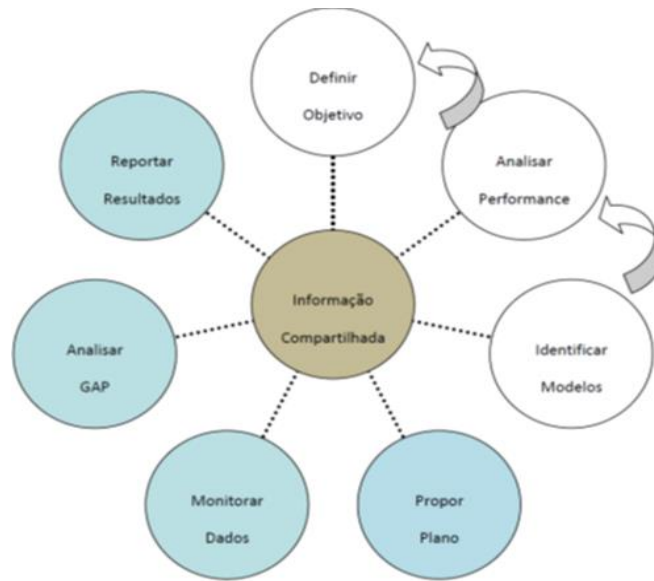 Definir
Objetivo
Analisar
Performance
Identificar
Modelos
Propor
Plano
Monitorar
Dados
Analisar
GAP
Reportar
Resultados
Informação
Compartilhada